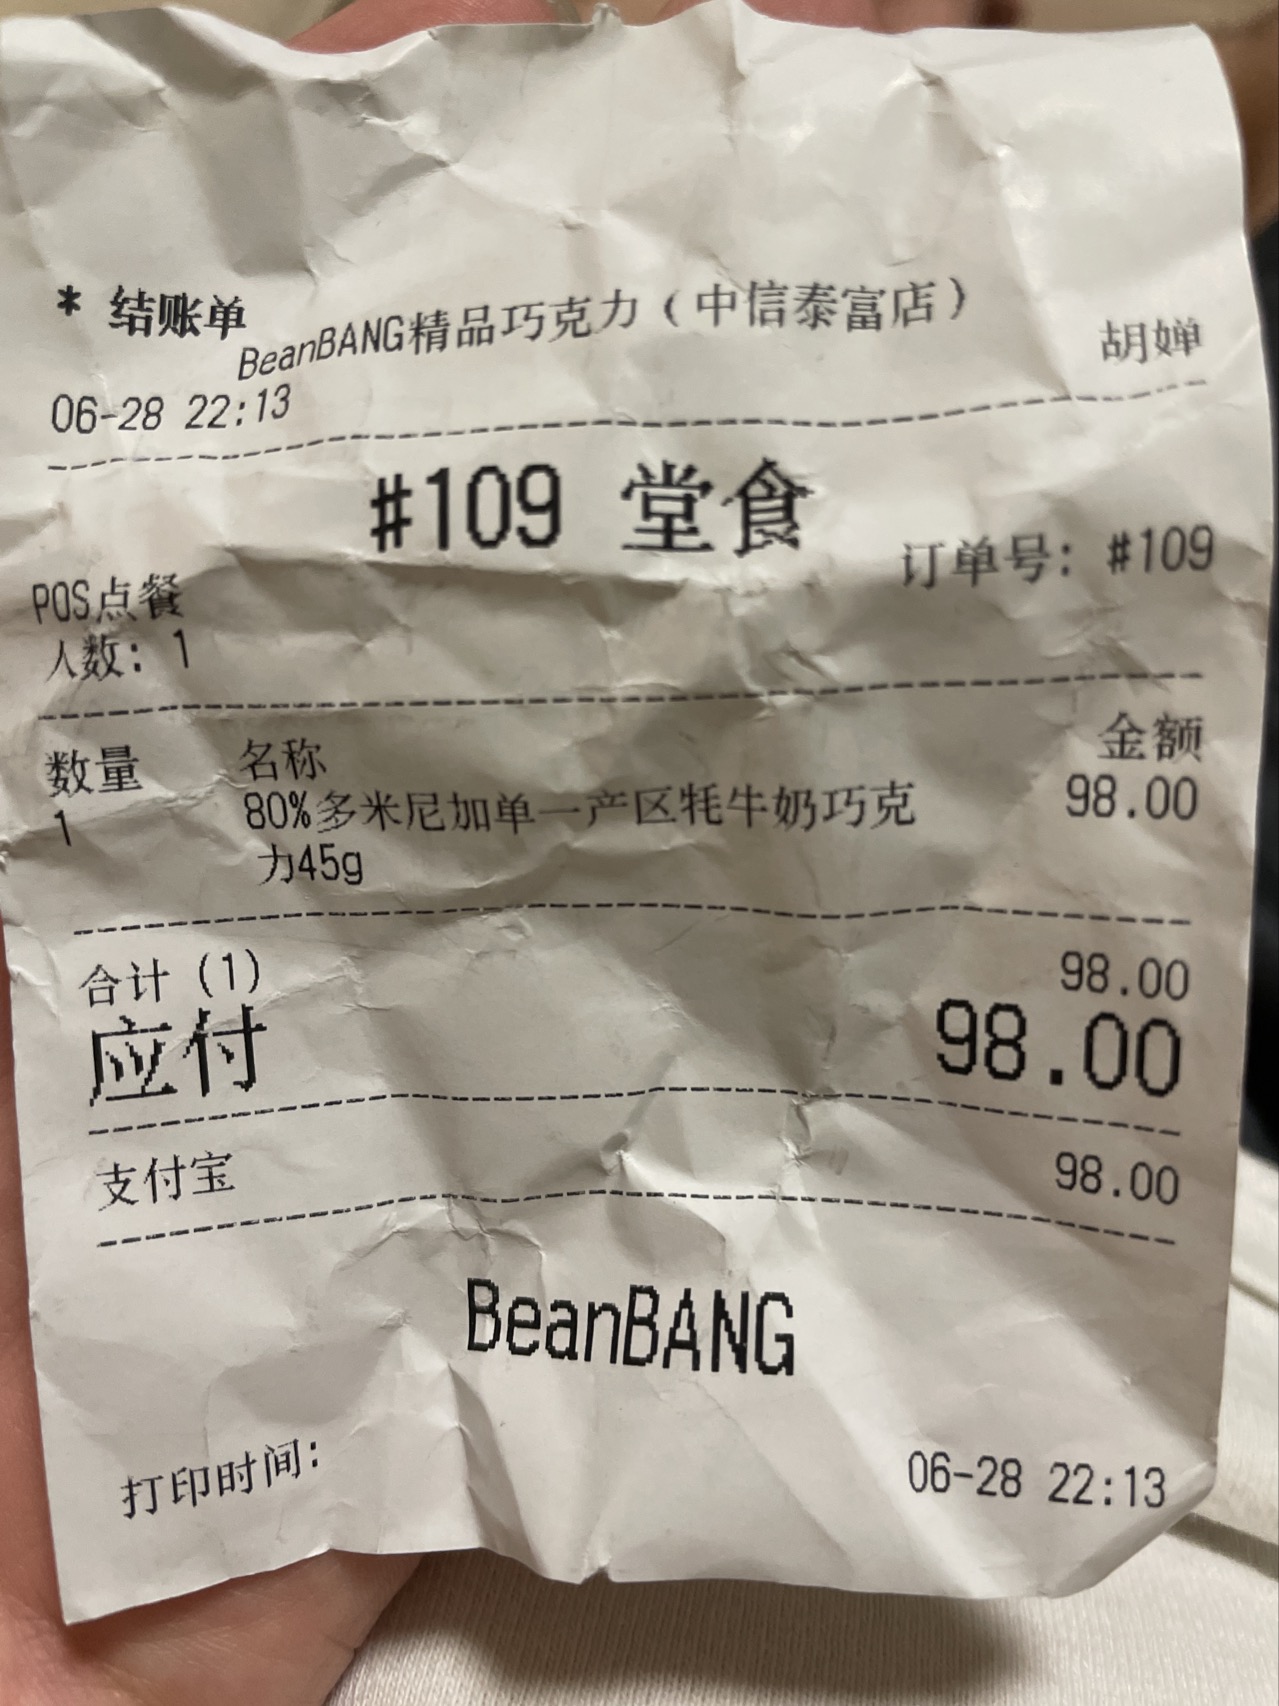 * 结账单
BeanBANG精品巧克力（中信泰富店）
06-28 22:13 胡婵
#109 堂食
POS点餐 订单号: #109
人数: 1
数量 名称 金额
1 80%多米尼加单一产区牦牛奶巧克 98.00
力45g
合计 (1) 98.00
应付 98.00
支付宝 98.00
BeanBANG
打印时间: 06-28 22:13